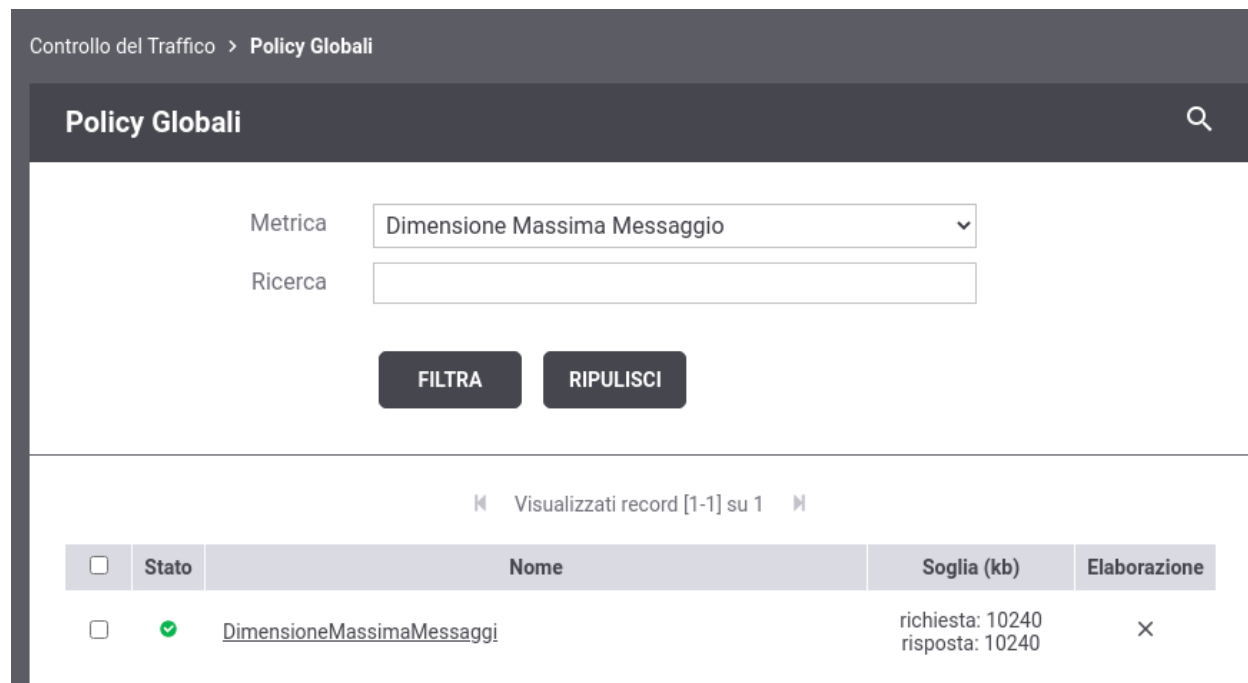 Controllo del Traffico > Policy Globali
Policy Globali
Metrica
Dimensione Massima Messaggio
Ricerca
FILTRA
RIPULISCI
Visualizzati record [1-1] su 1
Stato
Nome
Soglia (kb)
Elaborazione
DimensioneMassimaMessaggi
richiesta: 10240
risposta: 10240